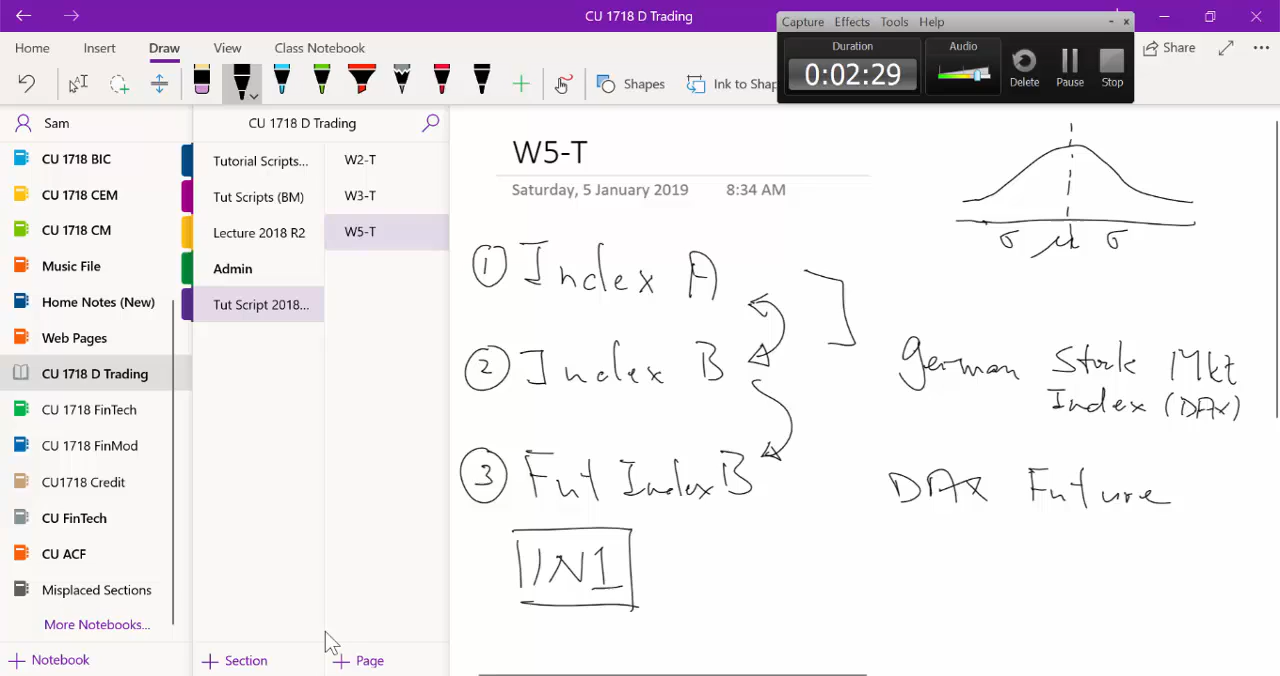 CU 1718 D Trading
Capture Effects Tools Help
Duration
0:02:29
Audio
Delete
Pause
Stop
Home Insert Draw View Class Notebook
Share
Shapes
Ink to Shap
Sam
CU 1718 D Trading
CU 1718 BIC
CU 1718 CEM
CU 1718 CM
Music File
Home Notes (New)
Web Pages
CU 1718 D Trading
CU 1718 FinTech
CU 1718 FinMod
CU1718 Credit
CU FinTech
CU ACF
Misplaced Sections
More Notebooks...
Notebook
Tutorial Scripts...
Tut Scripts (BM)
Lecture 2018 R2
Admin
Tut Script 2018...
Section
W2-T
W3-T
W5-T
Page
W5-T
Saturday, 5 January 2019 8:34 AM
σ μ σ
1 Index A
2 Index B
German Stock Mkt
Index (DAX)
3 Fut Index B
DAX Future